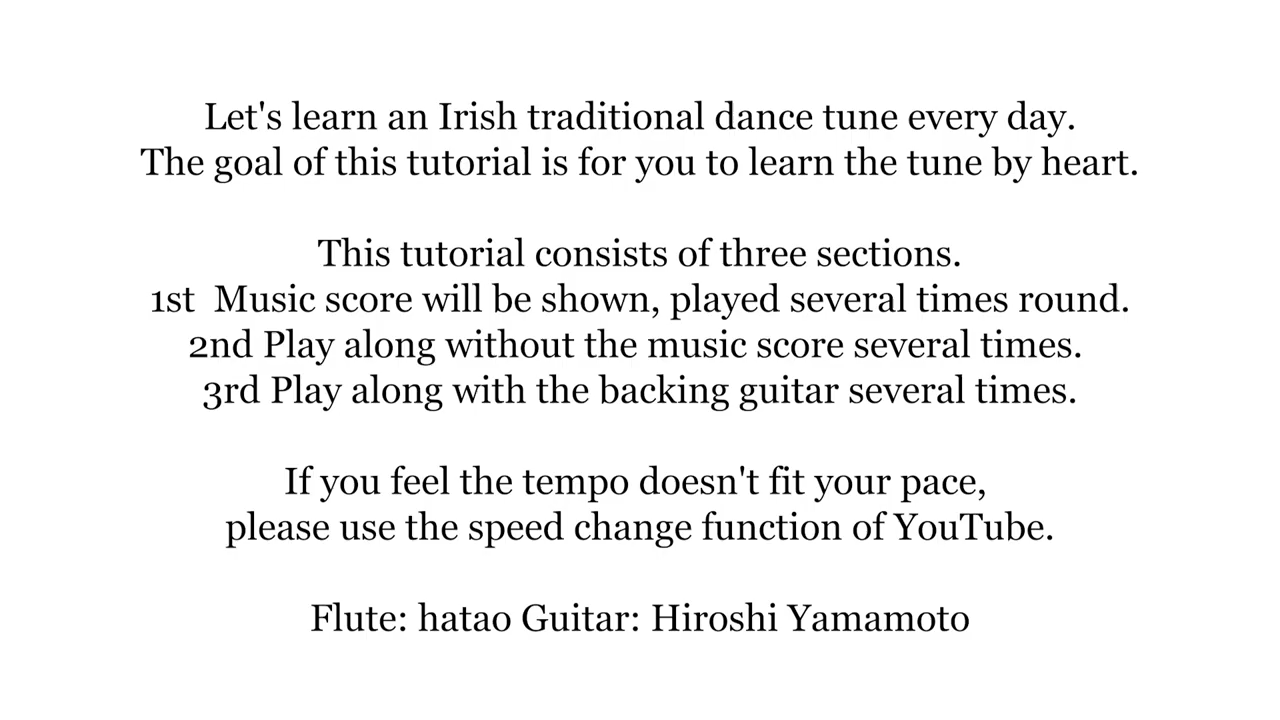 Let's learn an Irish traditional dance tune every day.
The goal of this tutorial is for you to learn the tune by heart.
This tutorial consists of three sections.
1st  Music score will be shown, played several times round.
2nd Play along without the music score several times.
3rd Play along with the backing guitar several times.
If you feel the tempo doesn't fit your pace,
please use the speed change function of YouTube.
Flute: hatao Guitar: Hiroshi Yamamoto